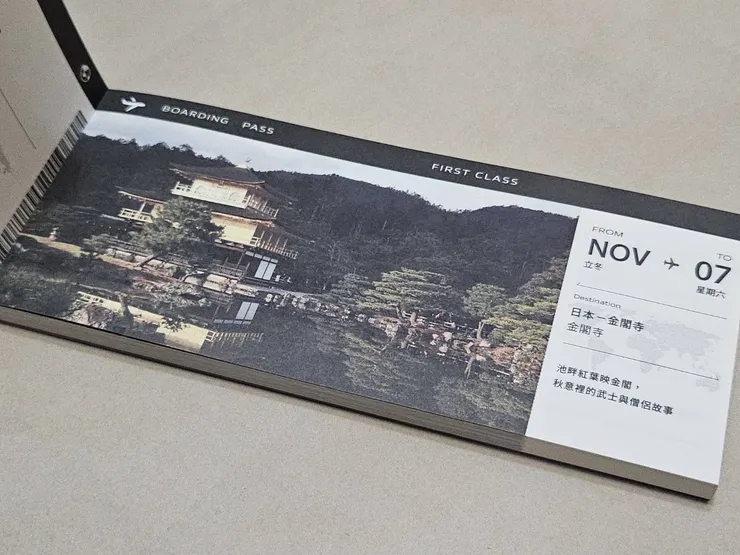 BOARDING PASS
FIRST CLASS
FROM
TO
NOV
07
立冬
星期六
Destination
日本－金閣寺
金閣寺
池畔紅葉映金閣，
秋意裡的武士與僧侶故事